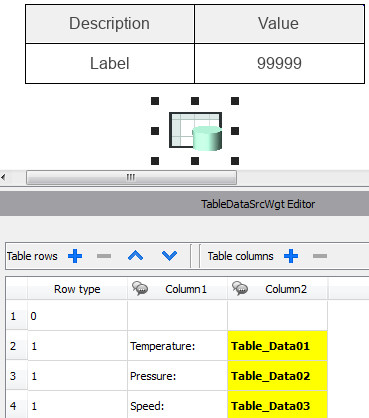 Description Value
Label 99999
TableDataSrcWgt Editor
Table rows Table columns
Row type Column1 Column2
1 0
2 1 Temperature: Table_Data01
3 1 Pressure: Table_Data02
4 1 Speed: Table_Data03